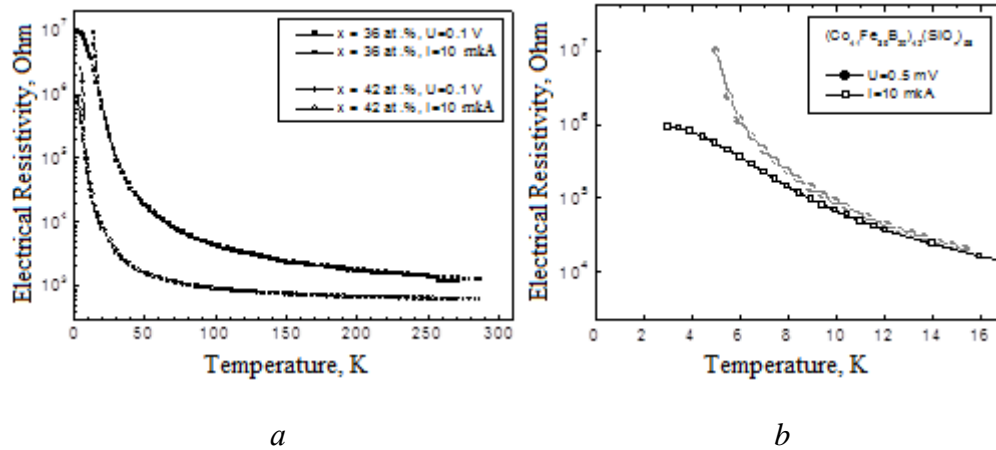 Electrical Resistivity, Ohm
10⁷
10⁶
10⁵
10⁴
10³
x = 36 at.%, U=0.1 V
x = 36 at.%, I=10 mkA
x = 42 at.%, U=0.1 V
x = 42 at.%, I=10 mkA
0 50 100 150 200 250 300
Temperature, K
a
Electrical Resistivity, Ohm
10⁷
10⁶
10⁵
10⁴
U=0.5 mV
I=10 mkA
0 2 4 6 8 10 12 14 16
Temperature, K
b